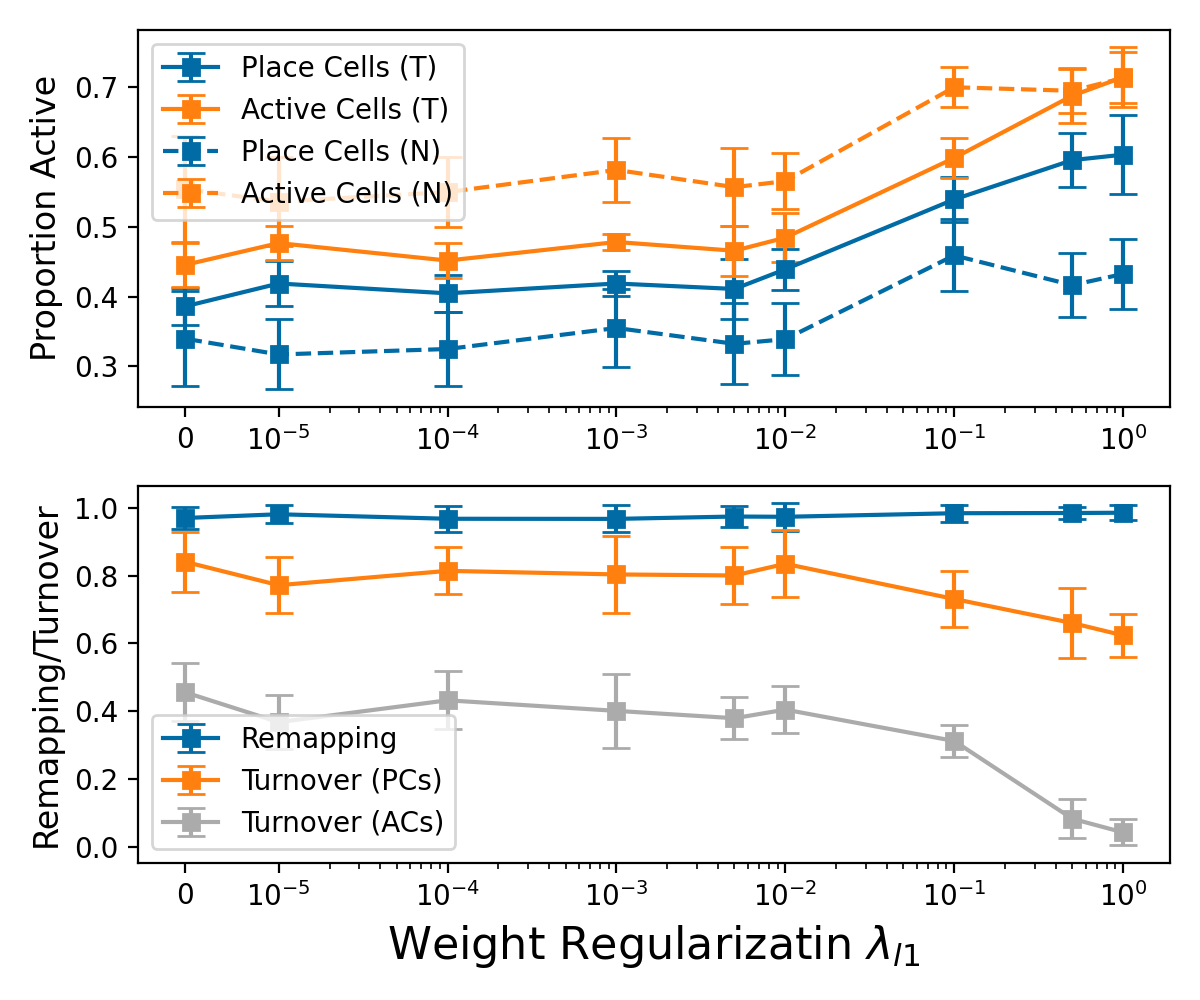 Proportion Active
0.7
0.6
0.5
0.4
0.3
Place Cells (T)
Active Cells (T)
Place Cells (N)
Active Cells (N)
0 10⁻⁵ 10⁻⁴ 10⁻³ 10⁻² 10⁻¹ 10⁰
Remapping/Turnover
1.0
0.8
0.6
0.4
0.2
0.0
Remapping
Turnover (PCs)
Turnover (ACs)
0 10⁻⁵ 10⁻⁴ 10⁻³ 10⁻² 10⁻¹ 10⁰
Weight Regularizatin λ_{l1}